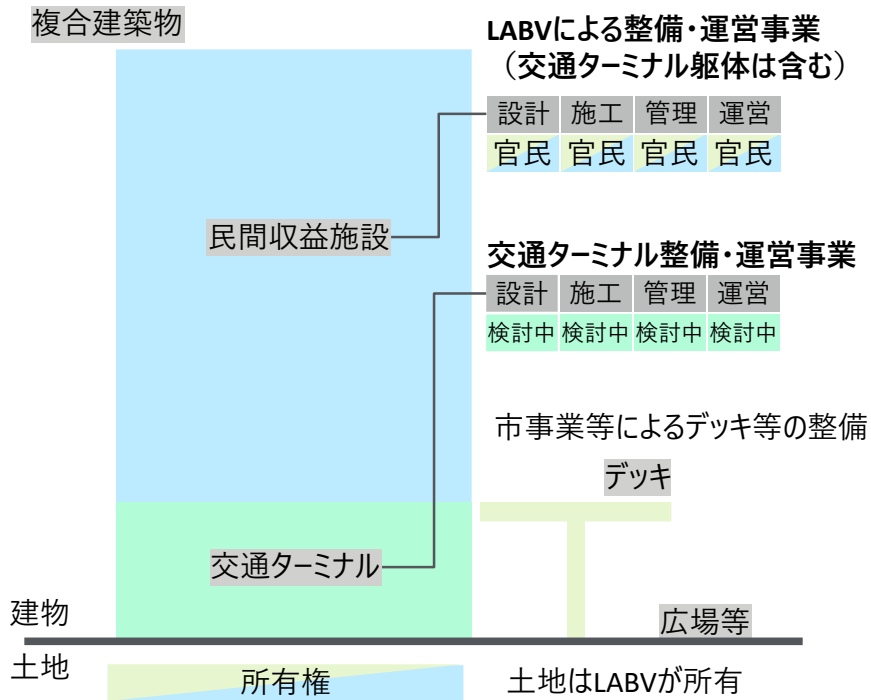 複合建築物
LABVによる整備・運営事業
（交通ターミナル躯体は含む）
設計 施工 管理 運営
官民 官民 官民 官民
民間収益施設
交通ターミナル整備・運営事業
設計 施工 管理 運営
検討中 検討中 検討中 検討中
市事業等によるデッキ等の整備
デッキ
交通ターミナル
建物
広場等
土地
所有権
土地はLABVが所有